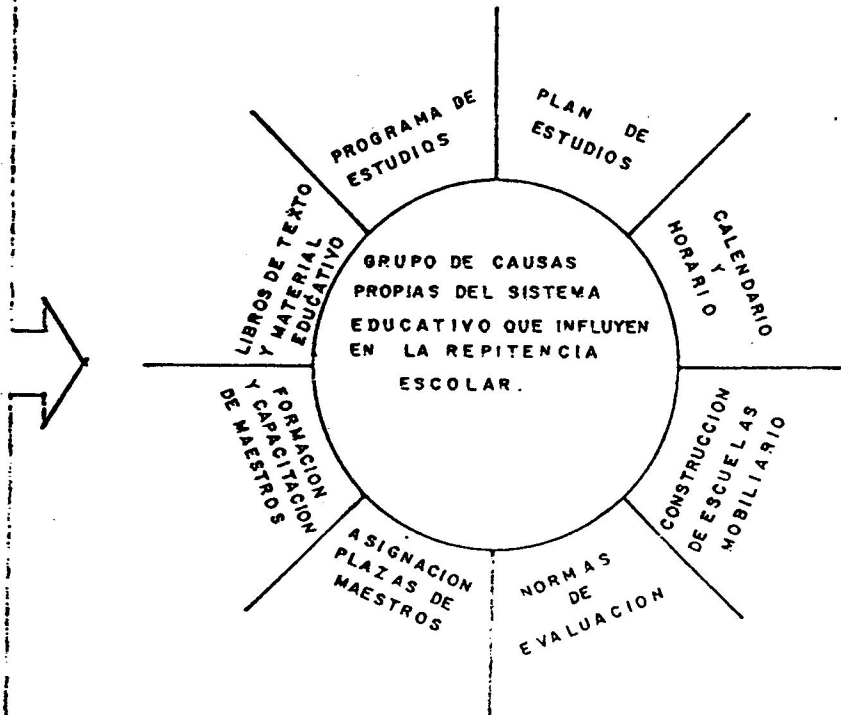 PROGRAMA DE
ESTUDIOS
PLAN DE
ESTUDIOS
CALENDARIO
Y
HORARIO
CONSTRUCCION
DE ESCUELAS
MOBILIARIO
NORMAS
DE
EVALUACION
ASIGNACION
PLAZAS DE
MAESTROS
FORMACION
Y CAPACITACION
DE MAESTROS
LIBROS DE TEXTO
Y MATERIAL
EDUCATIVO
GRUPO DE CAUSAS
PROPIAS DEL SISTEMA
EDUCATIVO QUE INFLUYEN
EN LA REPITENCIA
ESCOLAR.